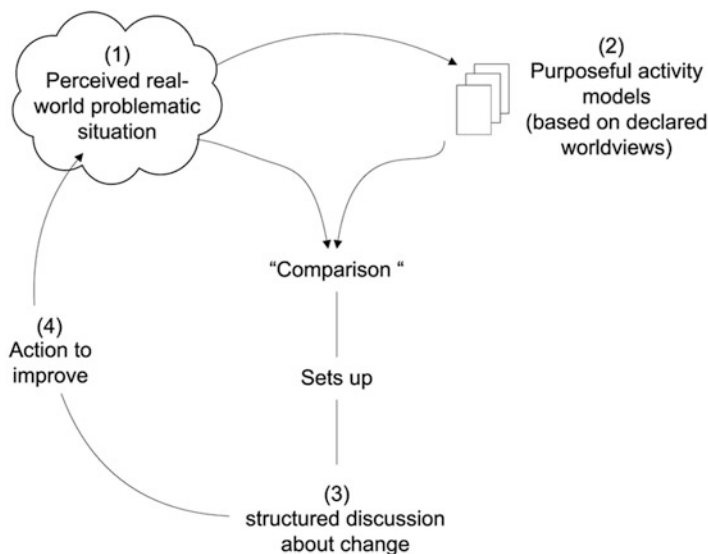 (1)
Perceived real-
world problematic
situation
(2)
Purposeful activity
models
(based on declared
worldviews)
“Comparison “
(4)
Action to
improve
Sets up
(3)
structured discussion
about change